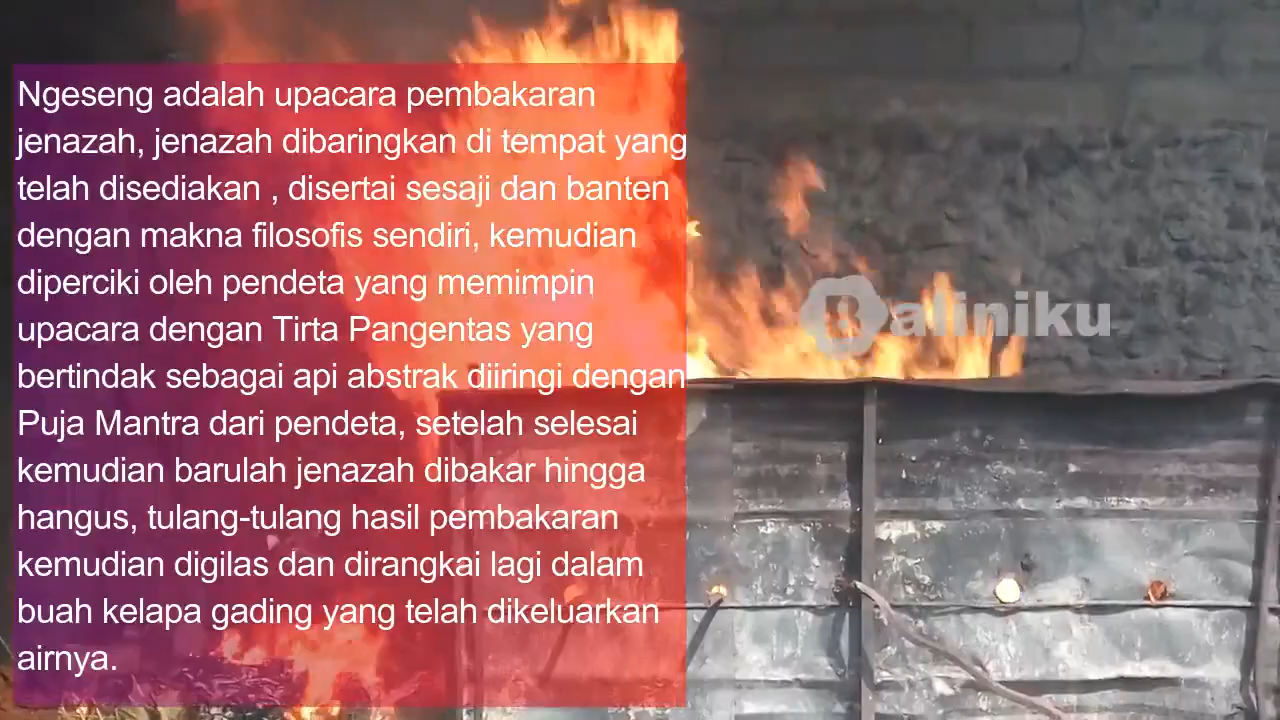 Ngeseng adalah upacara pembakaran
jenazah, jenazah dibaringkan di tempat yang
telah disediakan , disertai sesaji dan banten
dengan makna filosofis sendiri, kemudian
diperciki oleh pendeta yang memimpin
upacara dengan Tirta Pangentas yang
bertindak sebagai api abstrak diiringi dengan
Puja Mantra dari pendeta, setelah selesai
kemudian barulah jenazah dibakar hingga
hangus, tulang-tulang hasil pembakaran
kemudian digilas dan dirangkai lagi dalam
buah kelapa gading yang telah dikeluarkan
airnya.
Baliniku